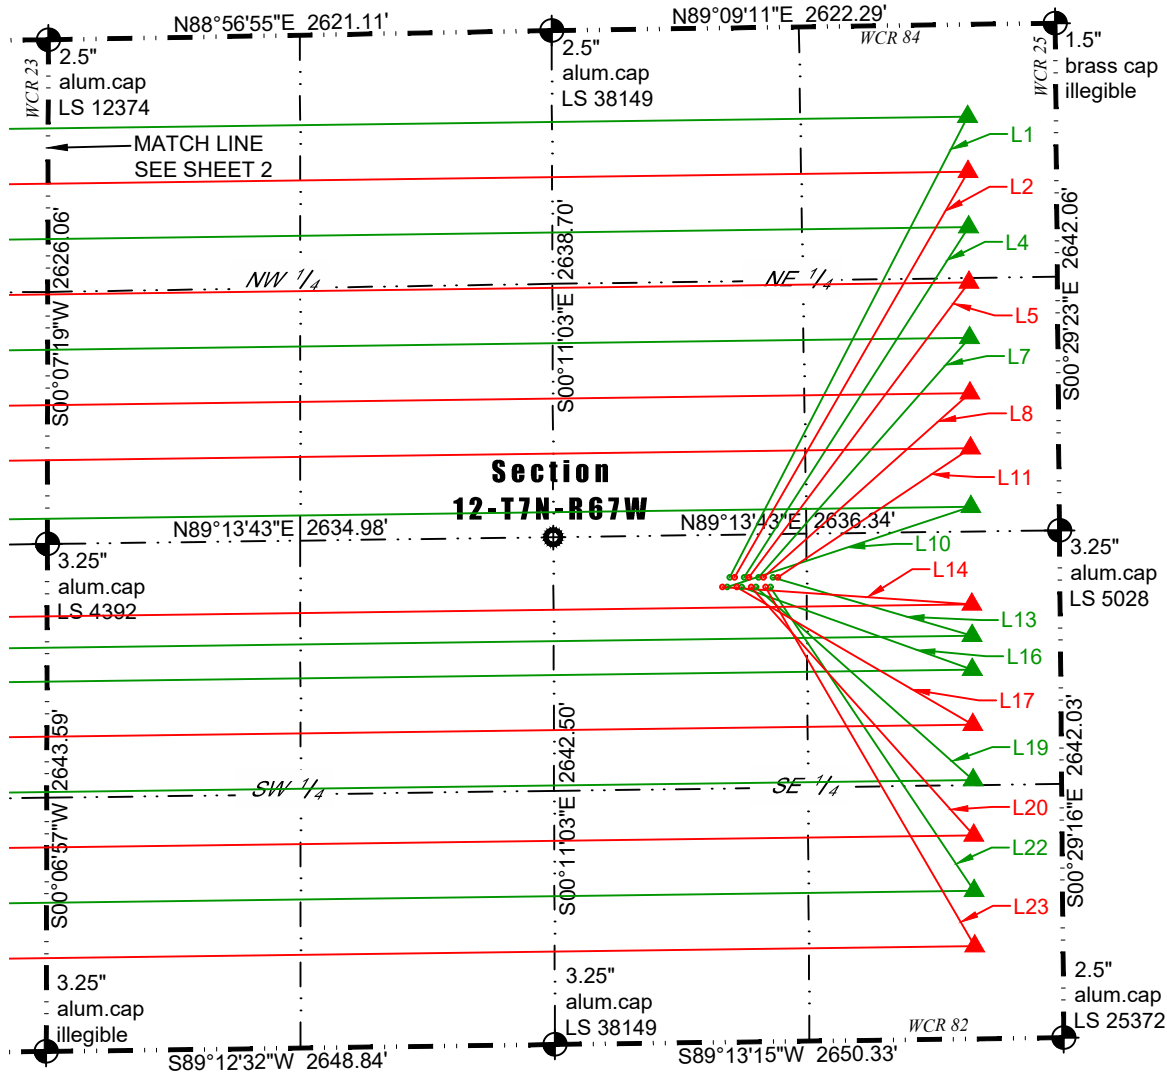 N88°56'55"E 2621.11'
N89°09'11"E 2622.29'
WCR 84
WCR 23
2.5"
alum.cap
LS 12374
2.5"
alum.cap
LS 38149
WCR 25
1.5"
brass cap
illegible
MATCH LINE
SEE SHEET 2
L1
L2
L4
S00°07'19"W 2626.06'
S00°11'03"E 2638.70'
S00°29'23"E 2642.06'
NW 1/4
NE 1/4
L5
L7
L8
L11
Section
12-T7N-R67W
N89°13'43"E 2634.98'
N89°13'43"E 2636.34'
3.25"
alum.cap
LS 4392
3.25"
alum.cap
LS 5028
L10
L14
L13
L16
L17
L19
S00°06'57"W 2643.59'
S00°11'03"E 2642.50'
S00°29'16"E 2642.03'
SW 1/4
SE 1/4
L20
L22
L23
3.25"
alum.cap
illegible
3.25"
alum.cap
LS 38149
2.5"
alum.cap
LS 25372
WCR 82
S89°12'32"W 2648.84'
S89°13'15"W 2650.33'